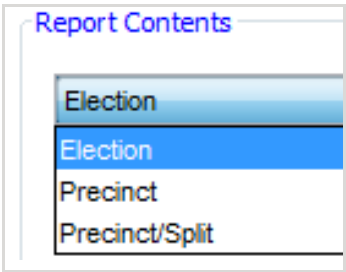 Report Contents
Election
Election
Precinct
Precinct/Split